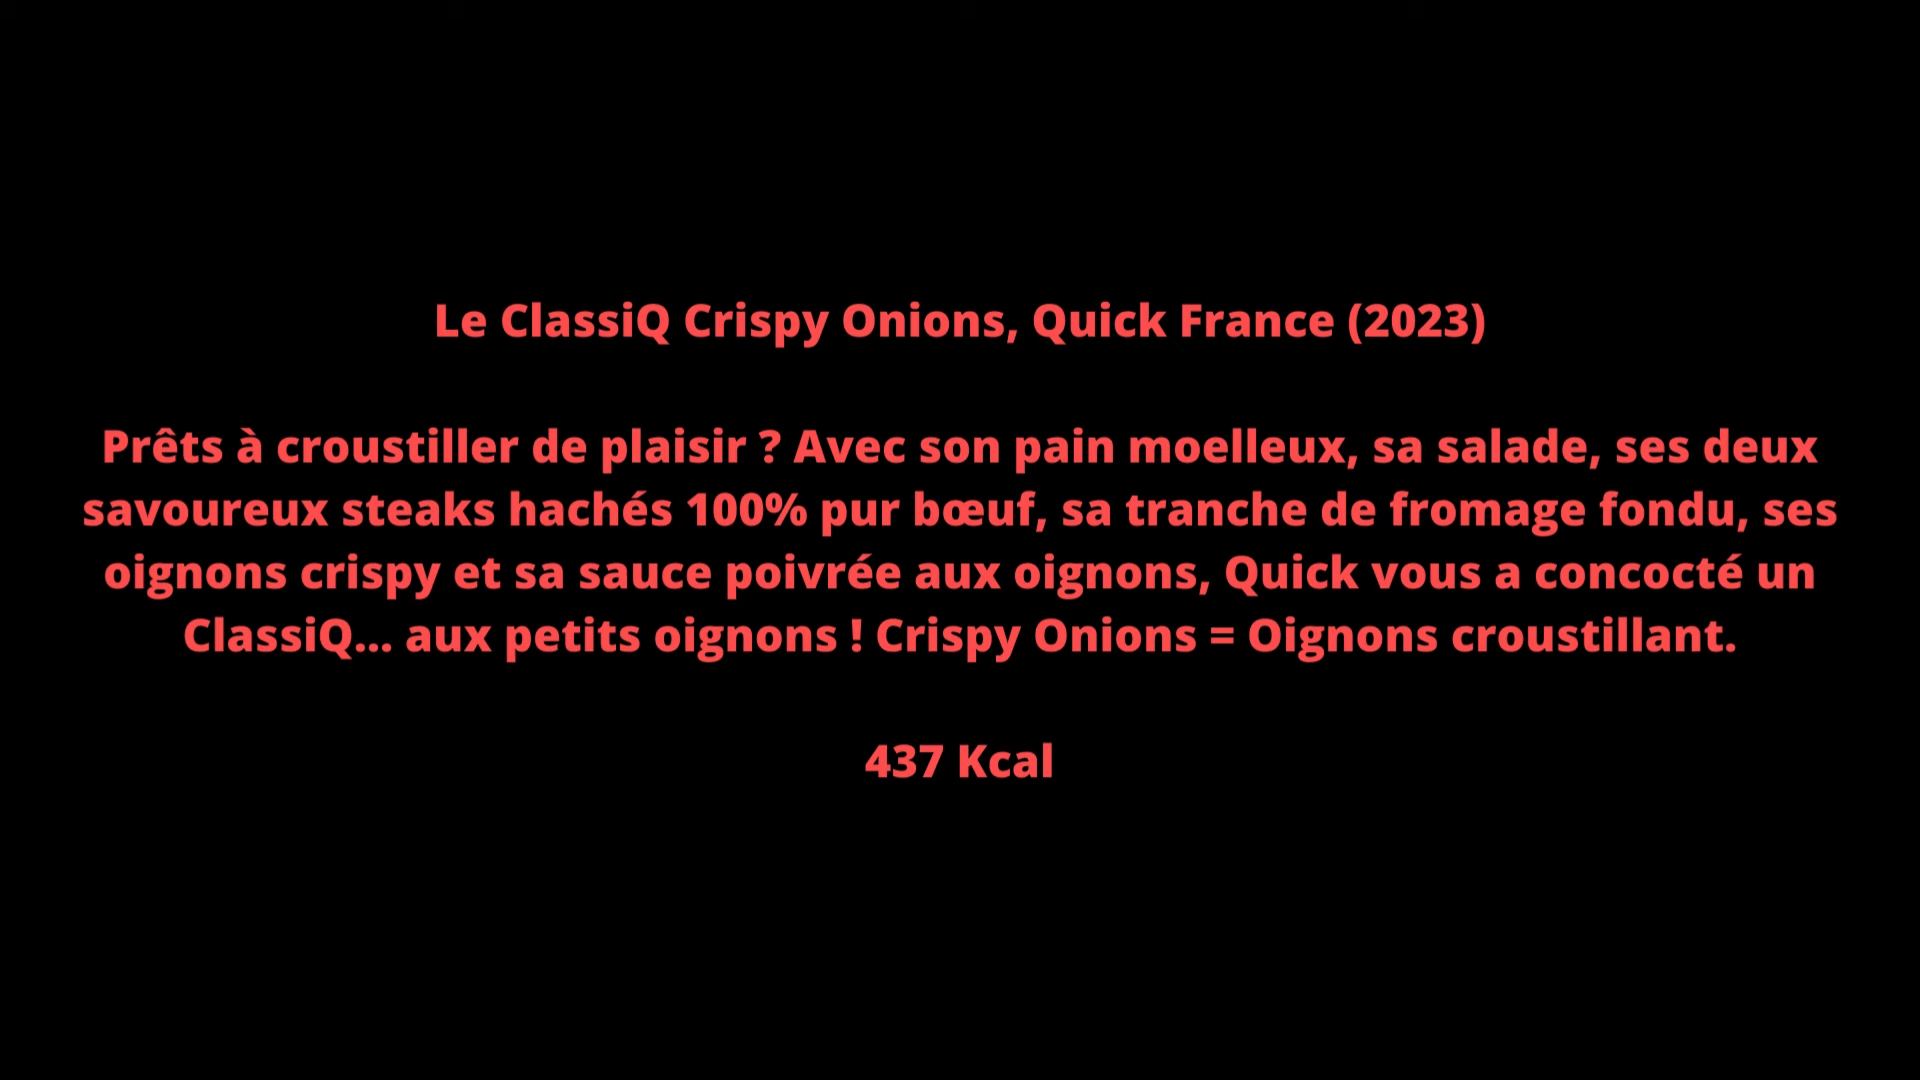 Le ClassiQ Crispy Onions, Quick France (2023)
Prêts à croustiller de plaisir ? Avec son pain moelleux, sa salade, ses deux
savoureux steaks hachés 100% pur bœuf, sa tranche de fromage fondu, ses
oignons crispy et sa sauce poivrée aux oignons, Quick vous a concocté un
ClassiQ... aux petits oignons ! Crispy Onions = Oignons croustillant.
437 Kcal